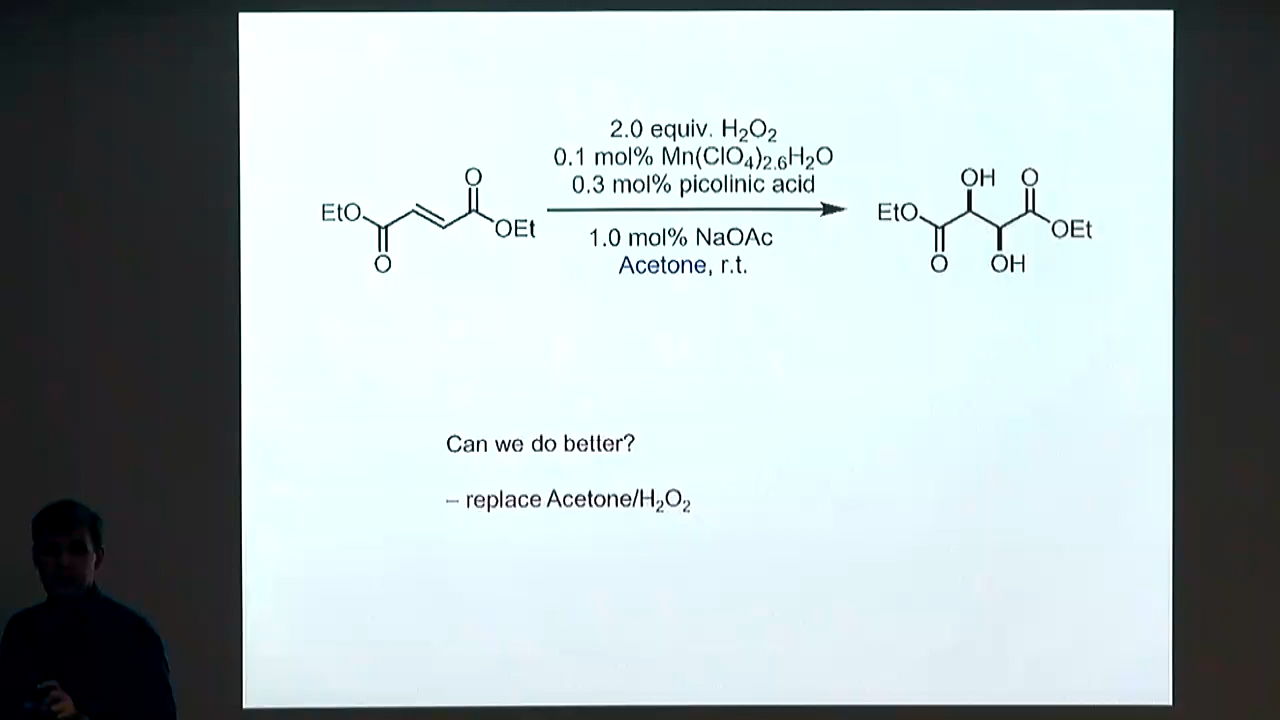 2.0 equiv. H₂O₂
0.1 mol% Mn(ClO₄)₂.₆H₂O
0.3 mol% picolinic acid
1.0 mol% NaOAc
Acetone, r.t.
O
EtO
OEt
O
OH O
EtO
OEt
O OH
Can we do better?
– replace Acetone/H₂O₂